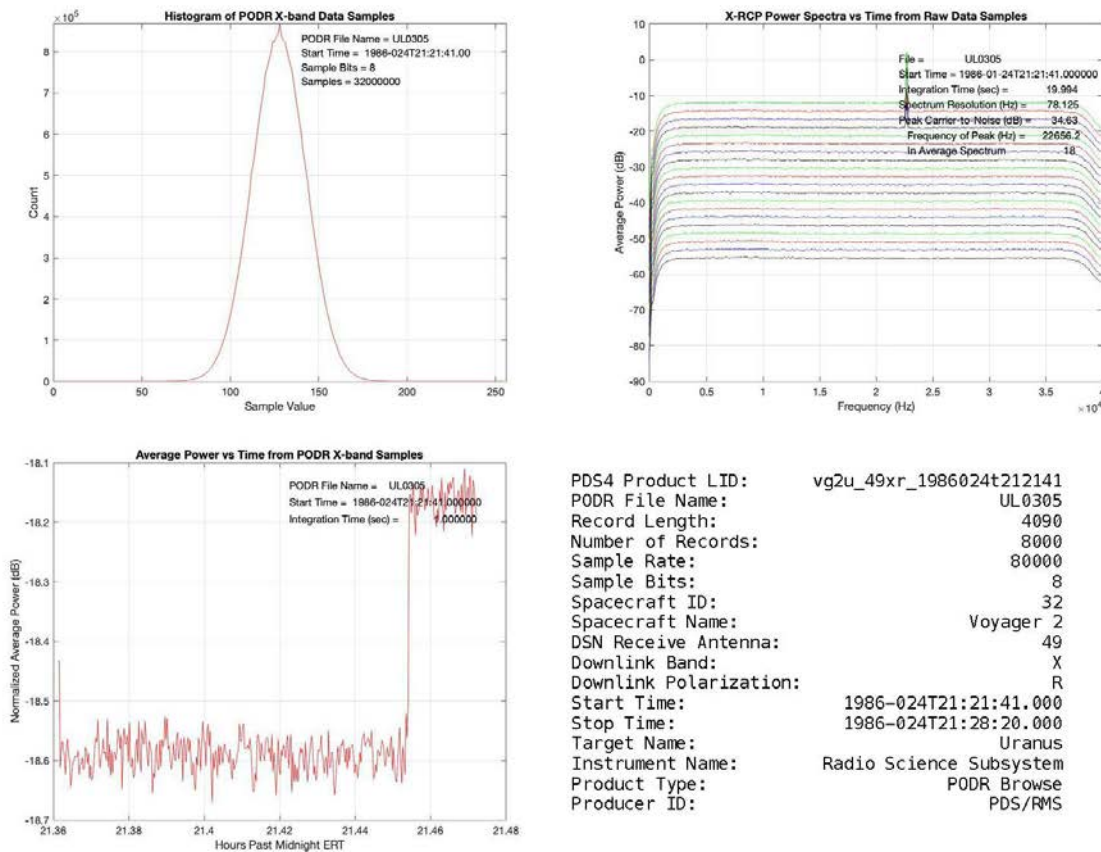 Histogram of PODR X-band Data Samples
×10⁵
PODR File Name = UL0305
Start Time = 1986-024T21:21:41.00
Sample Bits = 8
Samples = 32000000
8
7
6
5
4
3
2
1
0
Count
0 50 100 150 200 250
Sample Value
X-RCP Power Spectra vs Time from Raw Data Samples
File = UL0305
Start Time = 1986-01-24T21:21:41.000000
Integration Time (sec) = 19.994
Spectrum Resolution (Hz) = 78.125
Peak Carrier-to-Noise (dB) = 34.63
Frequency of Peak (Hz) = 22656.2
In Average Spectrum 18
10
0
-10
-20
-30
-40
-50
-60
-70
-80
-90
Average Power (dB)
0 0.5 1 1.5 2 2.5 3 3.5
Frequency (Hz)
Average Power vs Time from PODR X-band Samples
PODR File Name = UL0305
Start Time = 1986-024T21:21:41.000000
Integration Time (sec) = 1.000000
-18.1
-18.2
-18.3
-18.4
-18.5
-18.6
-18.7
Normalized Average Power (dB)
21.36 21.38 21.4 21.42 21.44 21.46 21.48
Hours Past Midnight ERT
PDS4 Product LID: vg2u_49xr_1986024t212141
PODR File Name: UL0305
Record Length: 4090
Number of Records: 8000
Sample Rate: 80000
Sample Bits: 8
Spacecraft ID: 32
Spacecraft Name: Voyager 2
DSN Receive Antenna: 49
Downlink Band: X
Downlink Polarization: R
Start Time: 1986-024T21:21:41.000
Stop Time: 1986-024T21:28:20.000
Target Name: Uranus
Instrument Name: Radio Science Subsystem
Product Type: PODR Browse
Producer ID: PDS/RMS